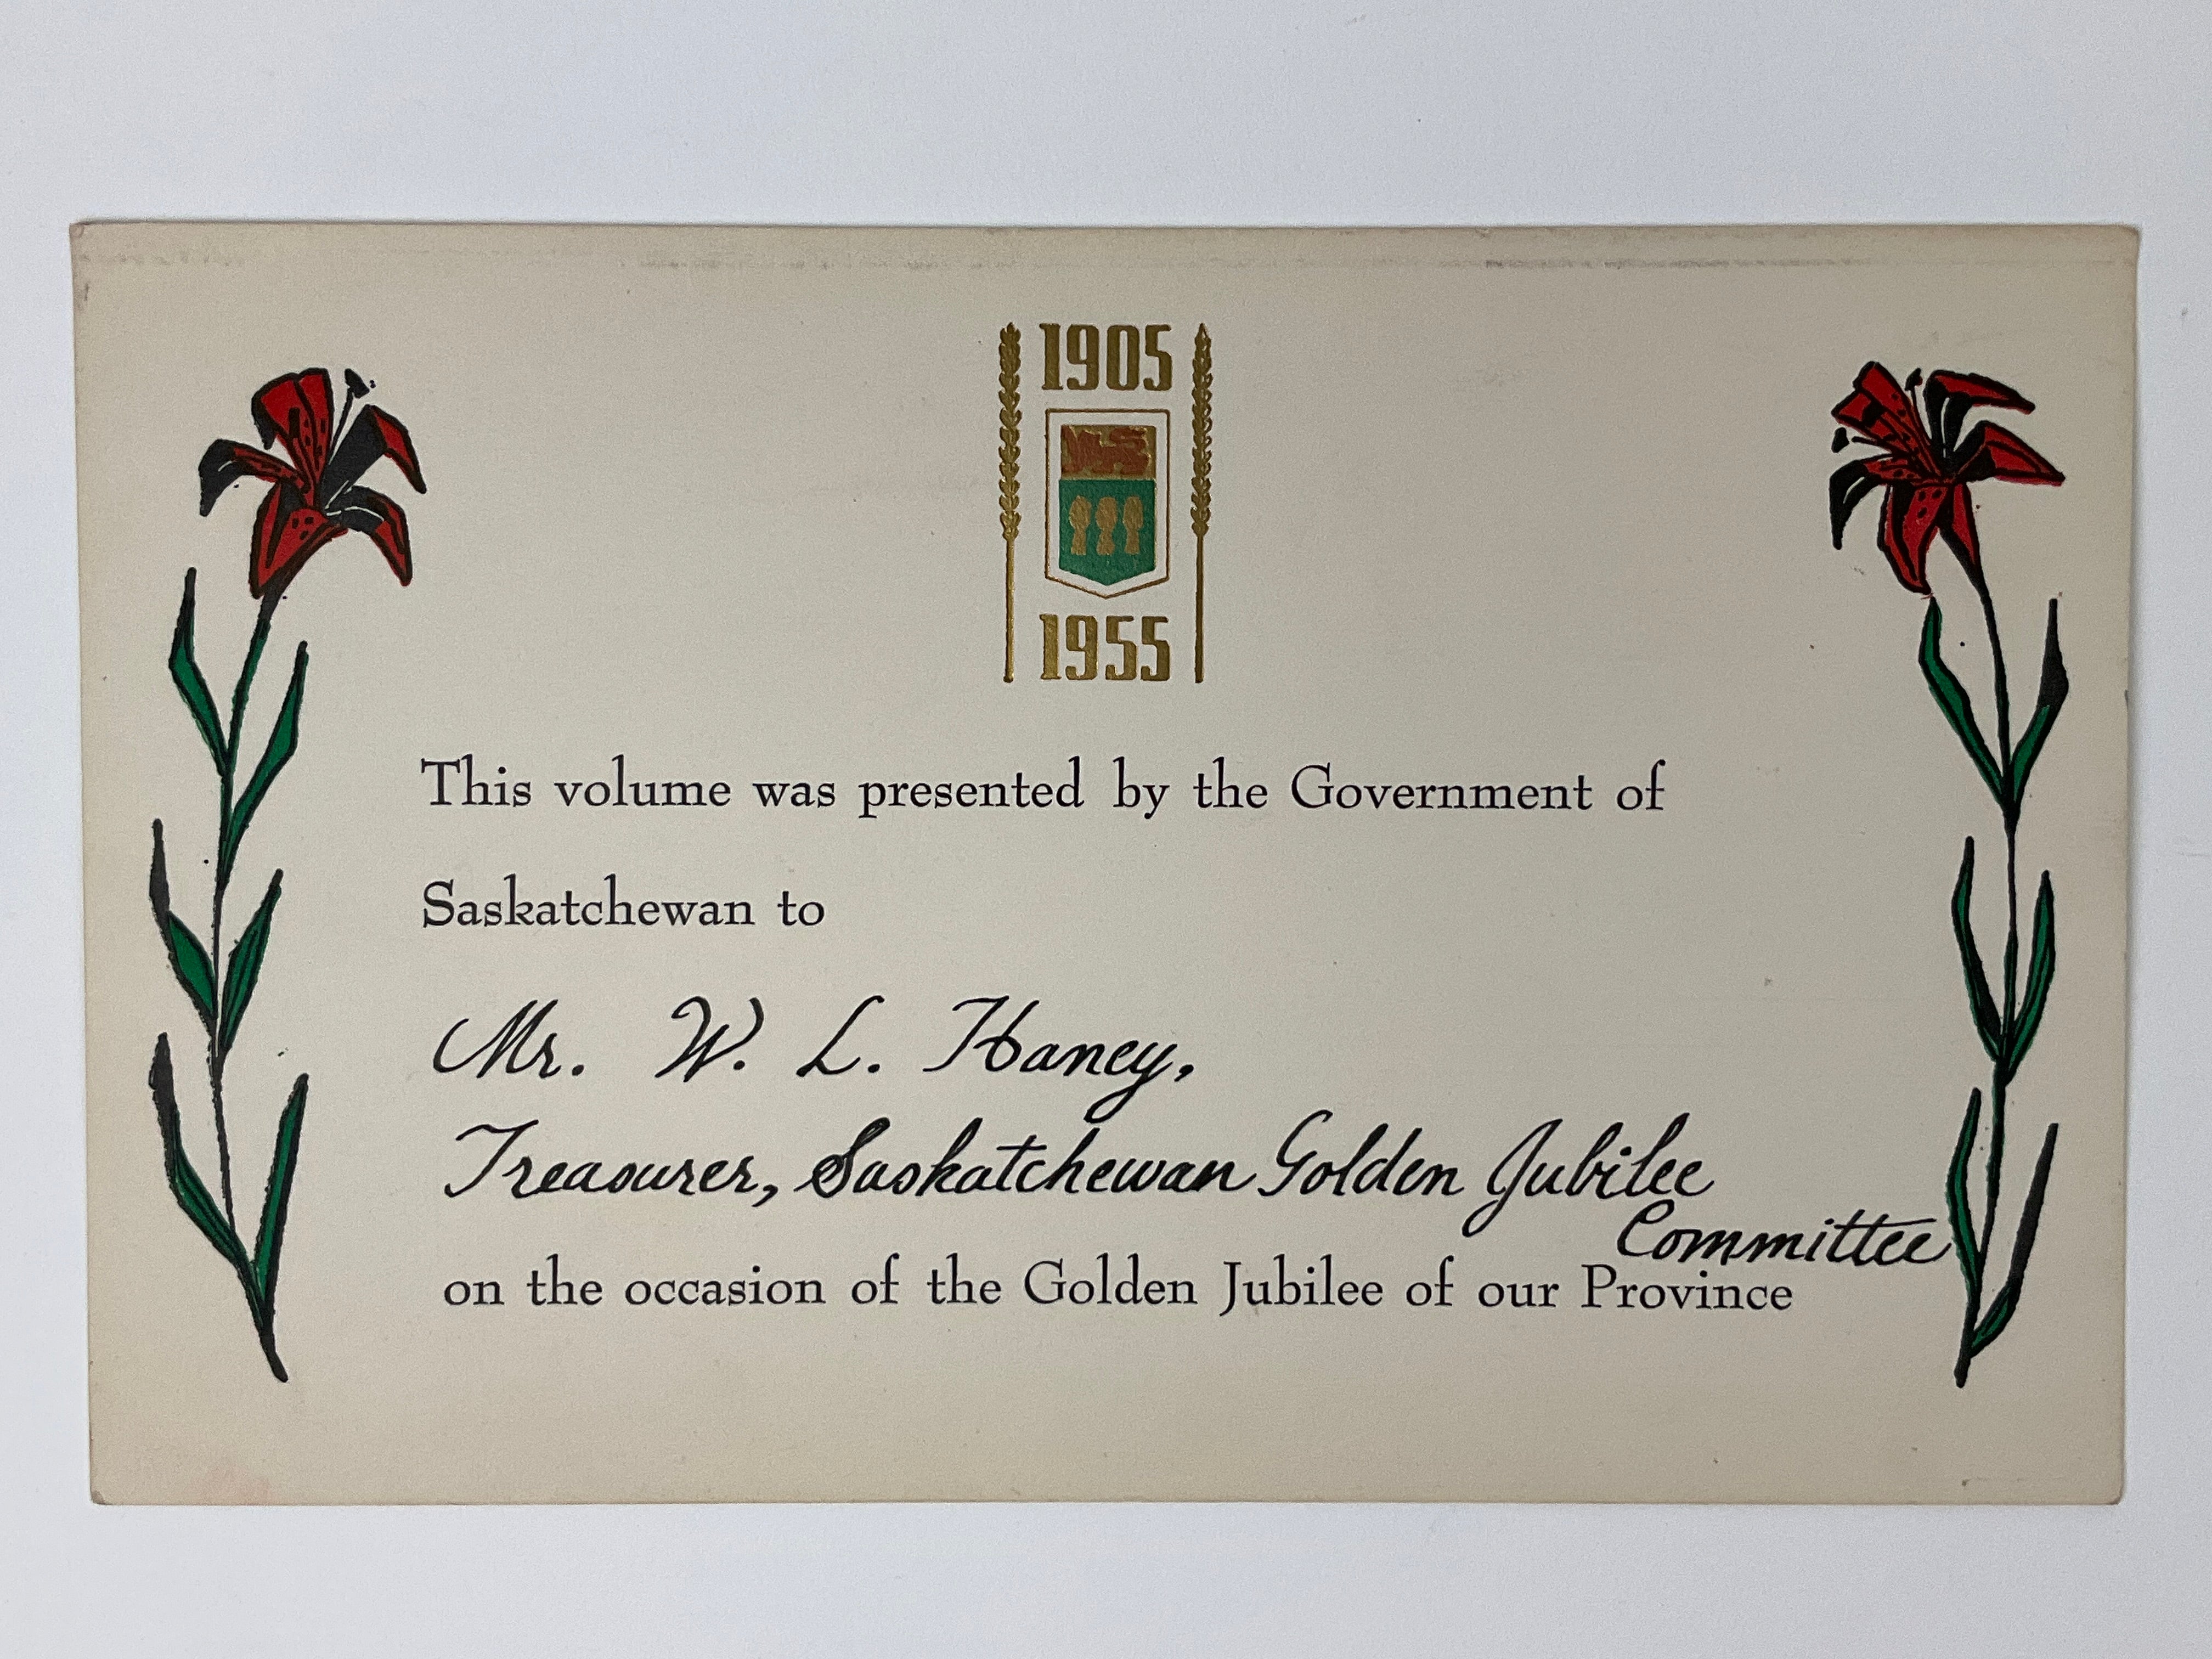 1905
1955
This volume was presented by the Government of
Saskatchewan to
Mr. W. L. Haney,
Treasurer, Saskatchewan Golden Jubilee
Committee
on the occasion of the Golden Jubilee of our Province